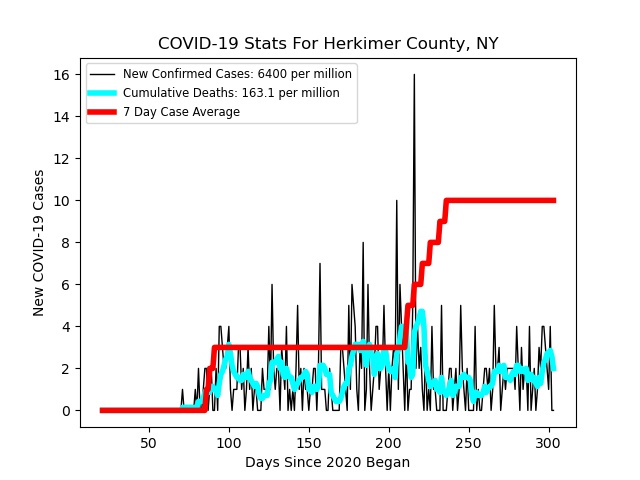 COVID-19 Stats For Herkimer County, NY
New Confirmed Cases: 6400 per million
Cumulative Deaths: 163.1 per million
7 Day Case Average
New COVID-19 Cases
16
14
12
10
8
6
4
2
0
50 100 150 200 250 300
Days Since 2020 Began